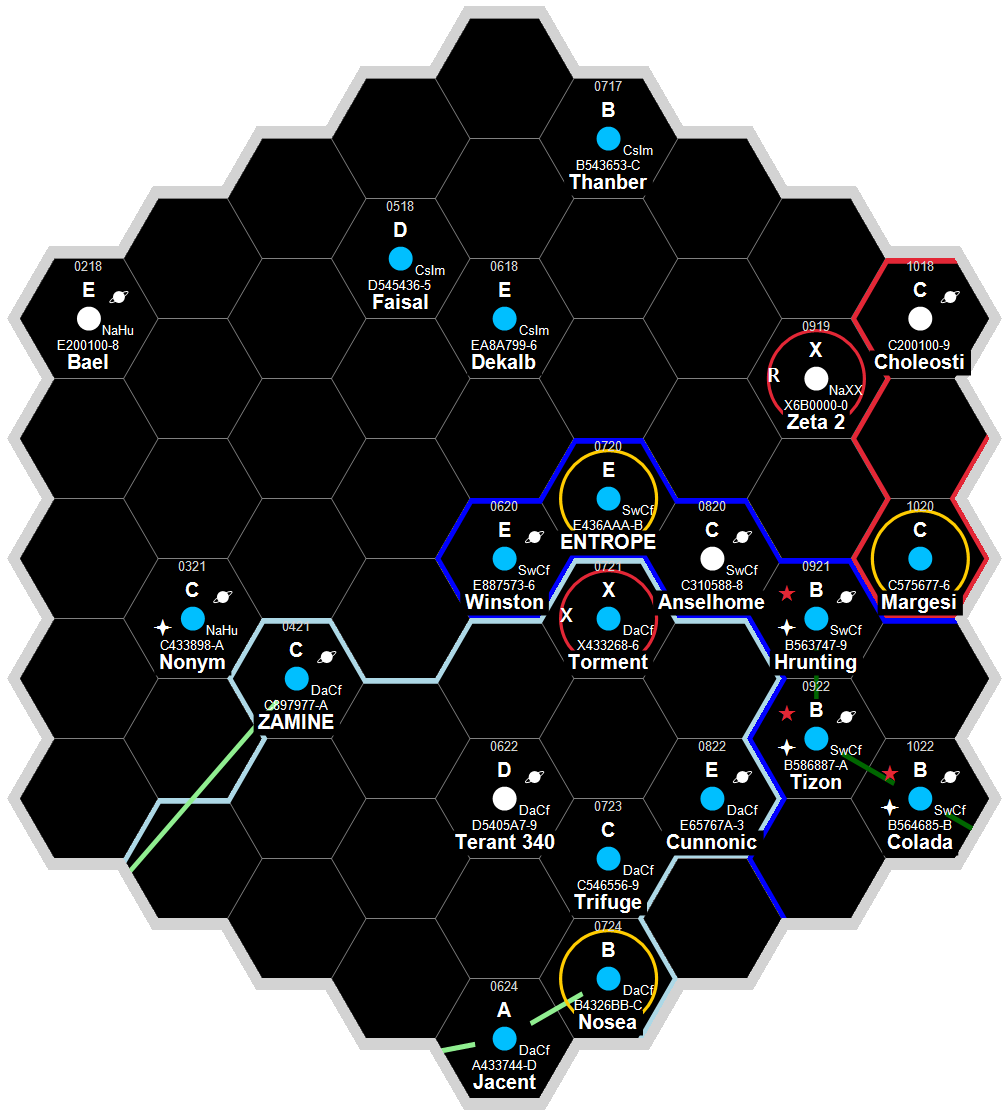 0717
B
CsIm
B543653-C
Thanber
0518
D
CsIm
D545436-5
Faisal
0218
E
NaHu
E200100-8
Bael
0618
E
CsIm
EA8A799-6
Dekalb
1018
C
C200100-9
Choleosti
0919
X
R
NaXX
X6B0000-0
Zeta 2
0720
E
SwCf
E436AAA-B
ENTROPE
0620
E
SwCf
E887573-6
Winston
0820
C
SwCf
C310588-8
Anselhome
1020
C
C575677-6
Margesi
0321
C
NaHu
C433898-A
Nonym
0721
X
X
DaCf
X433268-6
Torment
0921
B
SwCf
B563747-9
Hrunting
0421
C
DaCf
C897977-A
ZAMINE
0922
B
SwCf
B586887-A
Tizon
0622
D
DaCf
D5405A7-9
Terant 340
0822
E
DaCf
E65767A-3
Cunnonic
1022
B
SwCf
B564685-B
Colada
0723
C
DaCf
C546556-9
Trifuge
0724
B
DaCf
B4326BB-C
Nosea
0624
A
DaCf
A433744-D
Jacent